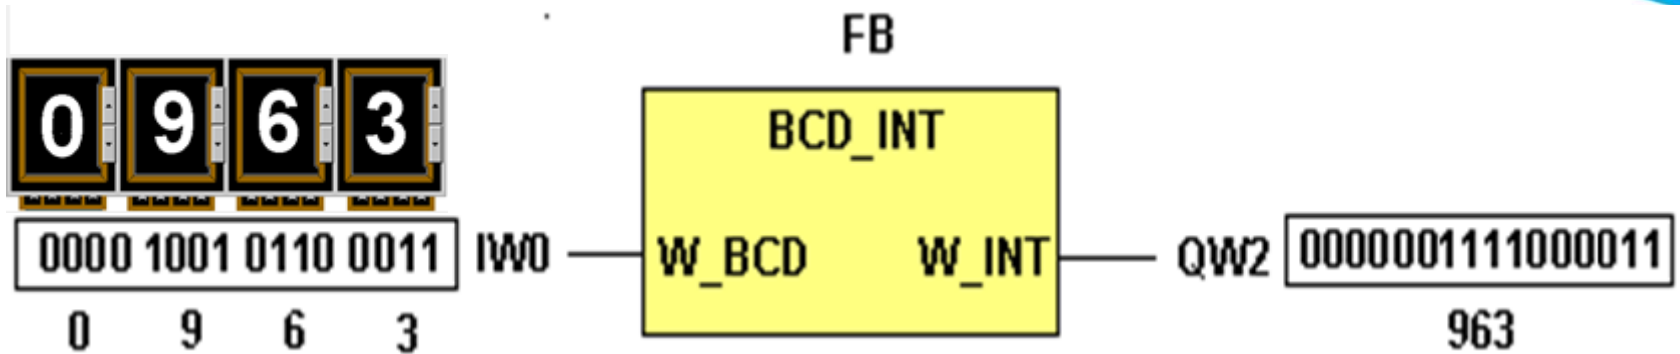 FB
0 9 6 3
BCD_INT
0000 1001 0110 0011 IW0 W_BCD W_INT QW2 0000001111000011
0 9 6 3 963